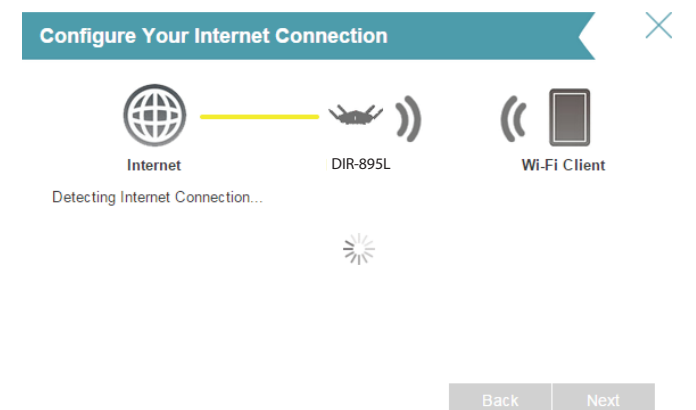 Configure Your Internet Connection
Internet
DIR-895L
Wi-Fi Client
Detecting Internet Connection...
Back
Next